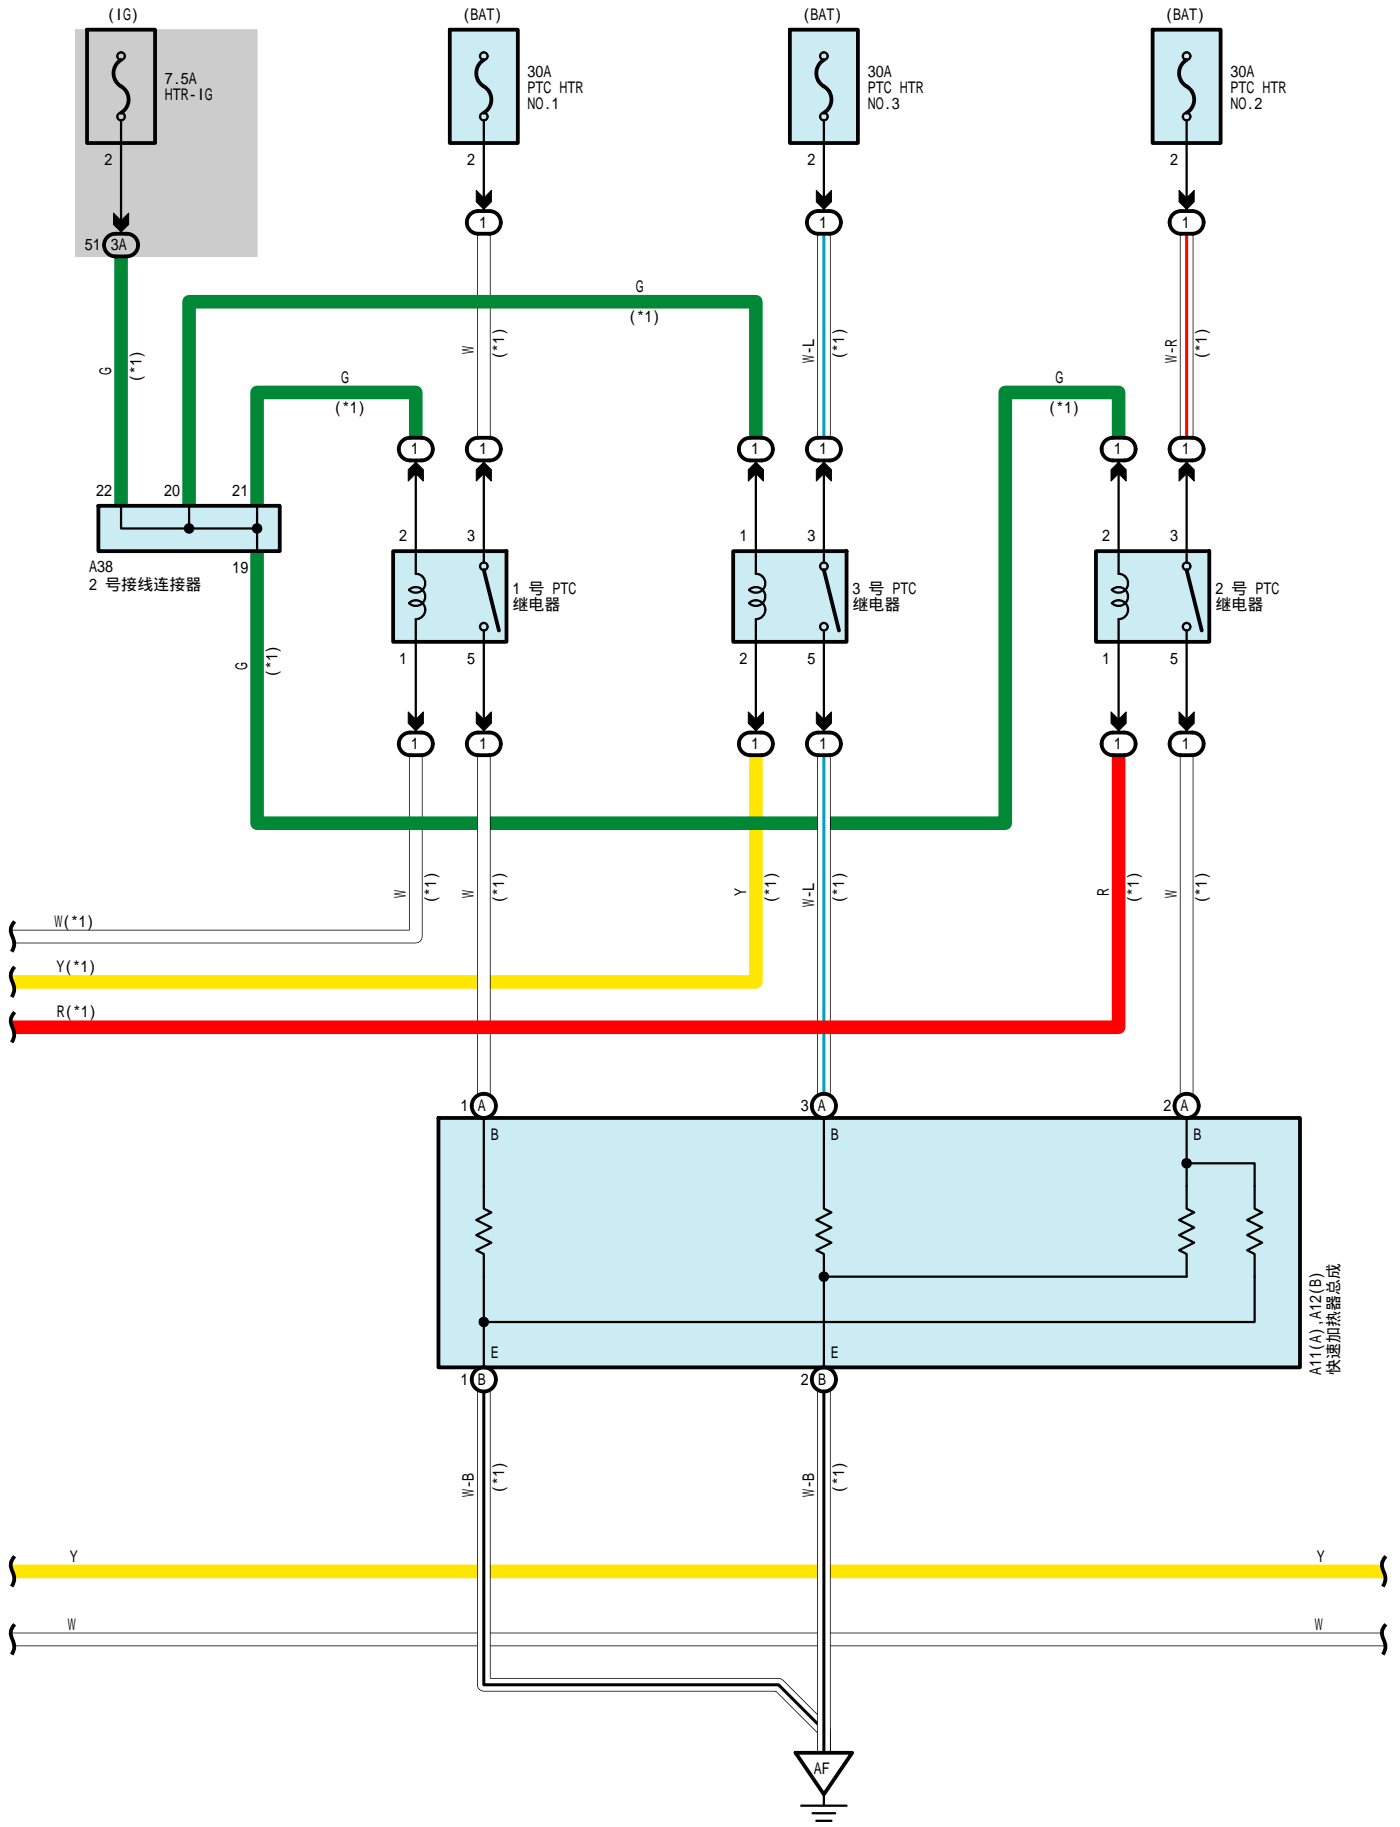 (IG)
(BAT)
(BAT)
(BAT)
7.5A
HTR-IG
30A
PTC HTR
NO.1
30A
PTC HTR
NO.3
30A
PTC HTR
NO.2
2
2
2
2
51
3A
1
1
1
G
(*1)
G
(*1)
W
(*1)
W-L
(*1)
W-R
(*1)
G
(*1)
G
(*1)
1
1
1
1
1
1
22
20
21
2
3
1
3
2
3
A38
2 号接线连接器
19
1 号 PTC
继电器
3 号 PTC
继电器
2 号 PTC
继电器
G
(*1)
1
5
2
5
1
5
1
1
1
1
1
1
W
(*1)
W
(*1)
Y
(*1)
W-L
(*1)
R
(*1)
W
(*1)
W(*1)
Y(*1)
R(*1)
1
A
3
A
2
A
B
B
B
A11(A),A12(B)
快速加热器总成
E
E
1
B
2
B
W-B
(*1)
W-B
(*1)
Y
Y
W
W
AF